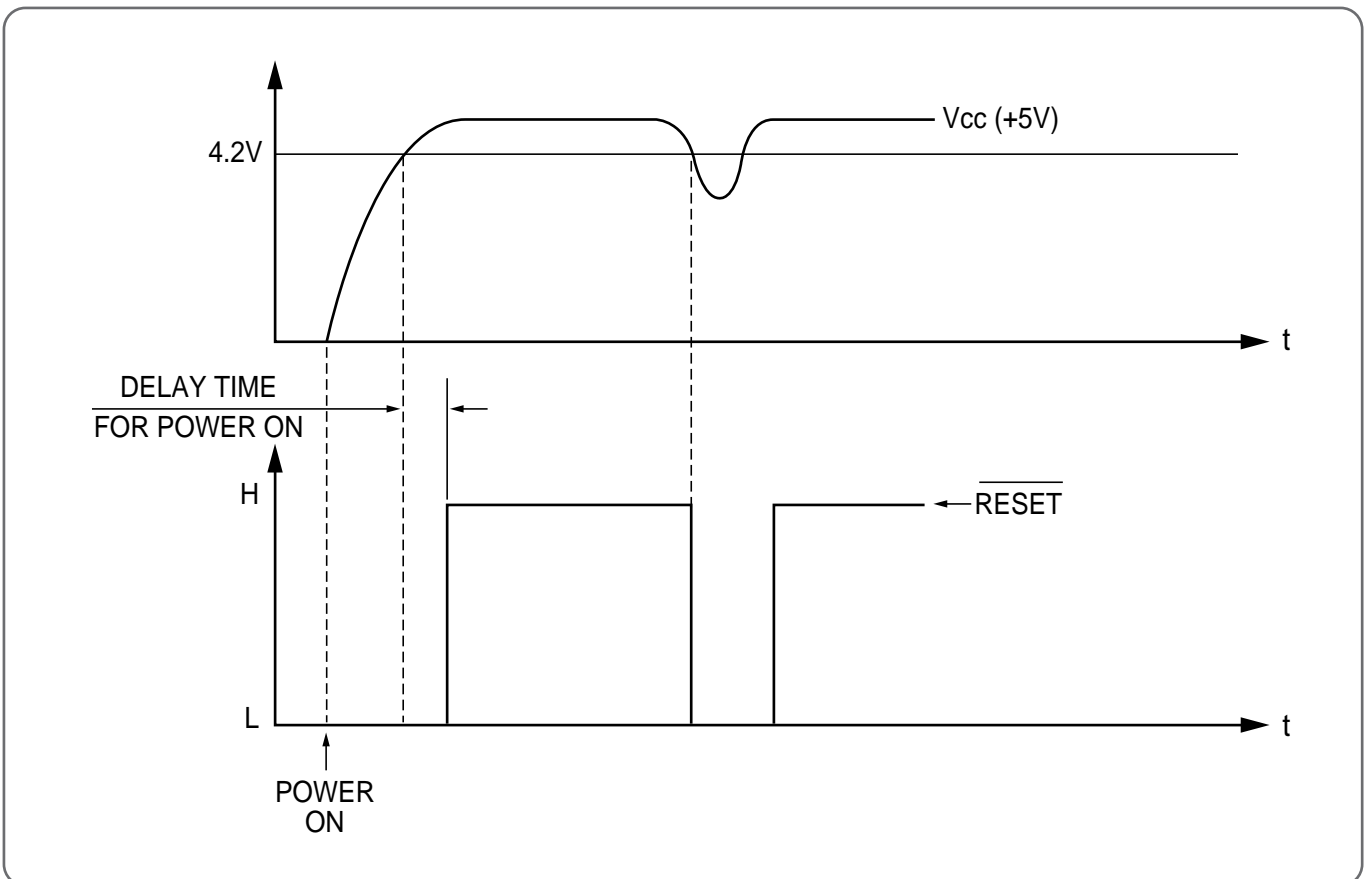 Vcc (+5V)
4.2V
t
DELAY TIME
FOR POWER ON
H
RESET
L
t
POWER
ON